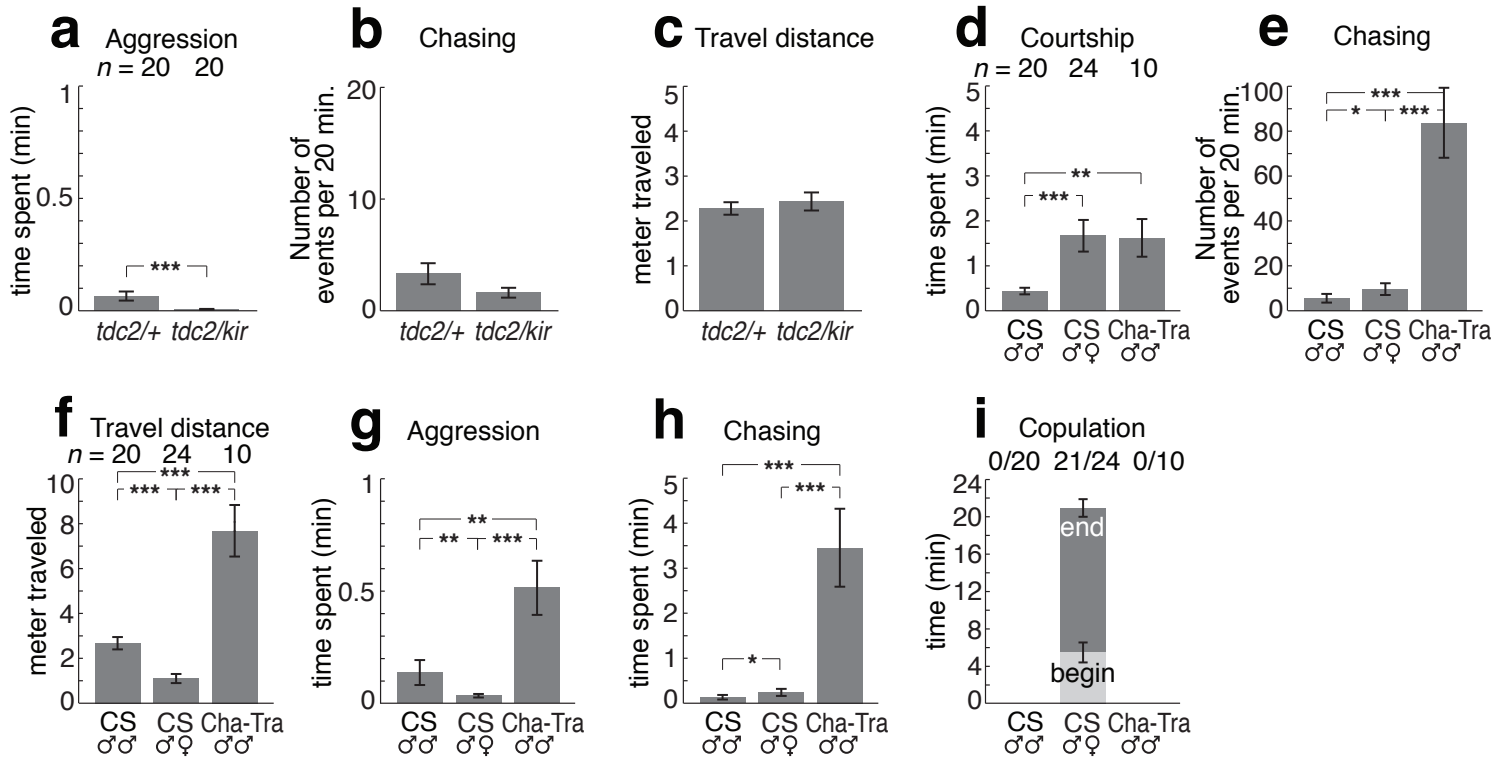 a Aggression
n = 20 20
time spent (min)
1
0.5
0
***
tdc2/+ tdc2/kir
b Chasing
Number of
events per 20 min.
20
10
0
tdc2/+ tdc2/kir
c Travel distance
meter traveled
5
4
3
2
1
0
tdc2/+ tdc2/kir
d Courtship
n = 20 24 10
time spent (min)
5
4
3
2
1
0
**
***
CS CS Cha-Tra
♂♂ ♂♀ ♂♂
e Chasing
Number of
events per 20 min.
100
80
60
40
20
0
***
* ***
CS CS Cha-Tra
♂♂ ♂♀ ♂♂
f Travel distance
n = 20 24 10
meter traveled
10
8
6
4
2
0
***
*** ***
CS CS Cha-Tra
♂♂ ♂♀ ♂♂
g Aggression
time spent (min)
1
0.5
0
**
** ***
CS CS Cha-Tra
♂♂ ♂♀ ♂♂
h Chasing
time spent (min)
5
4
3
2
1
0
***
***
*
CS CS Cha-Tra
♂♂ ♂♀ ♂♂
i Copulation
0/20 21/24 0/10
time (min)
24
20
16
12
8
4
0
end
begin
CS CS Cha-Tra
♂♂ ♂♀ ♂♂